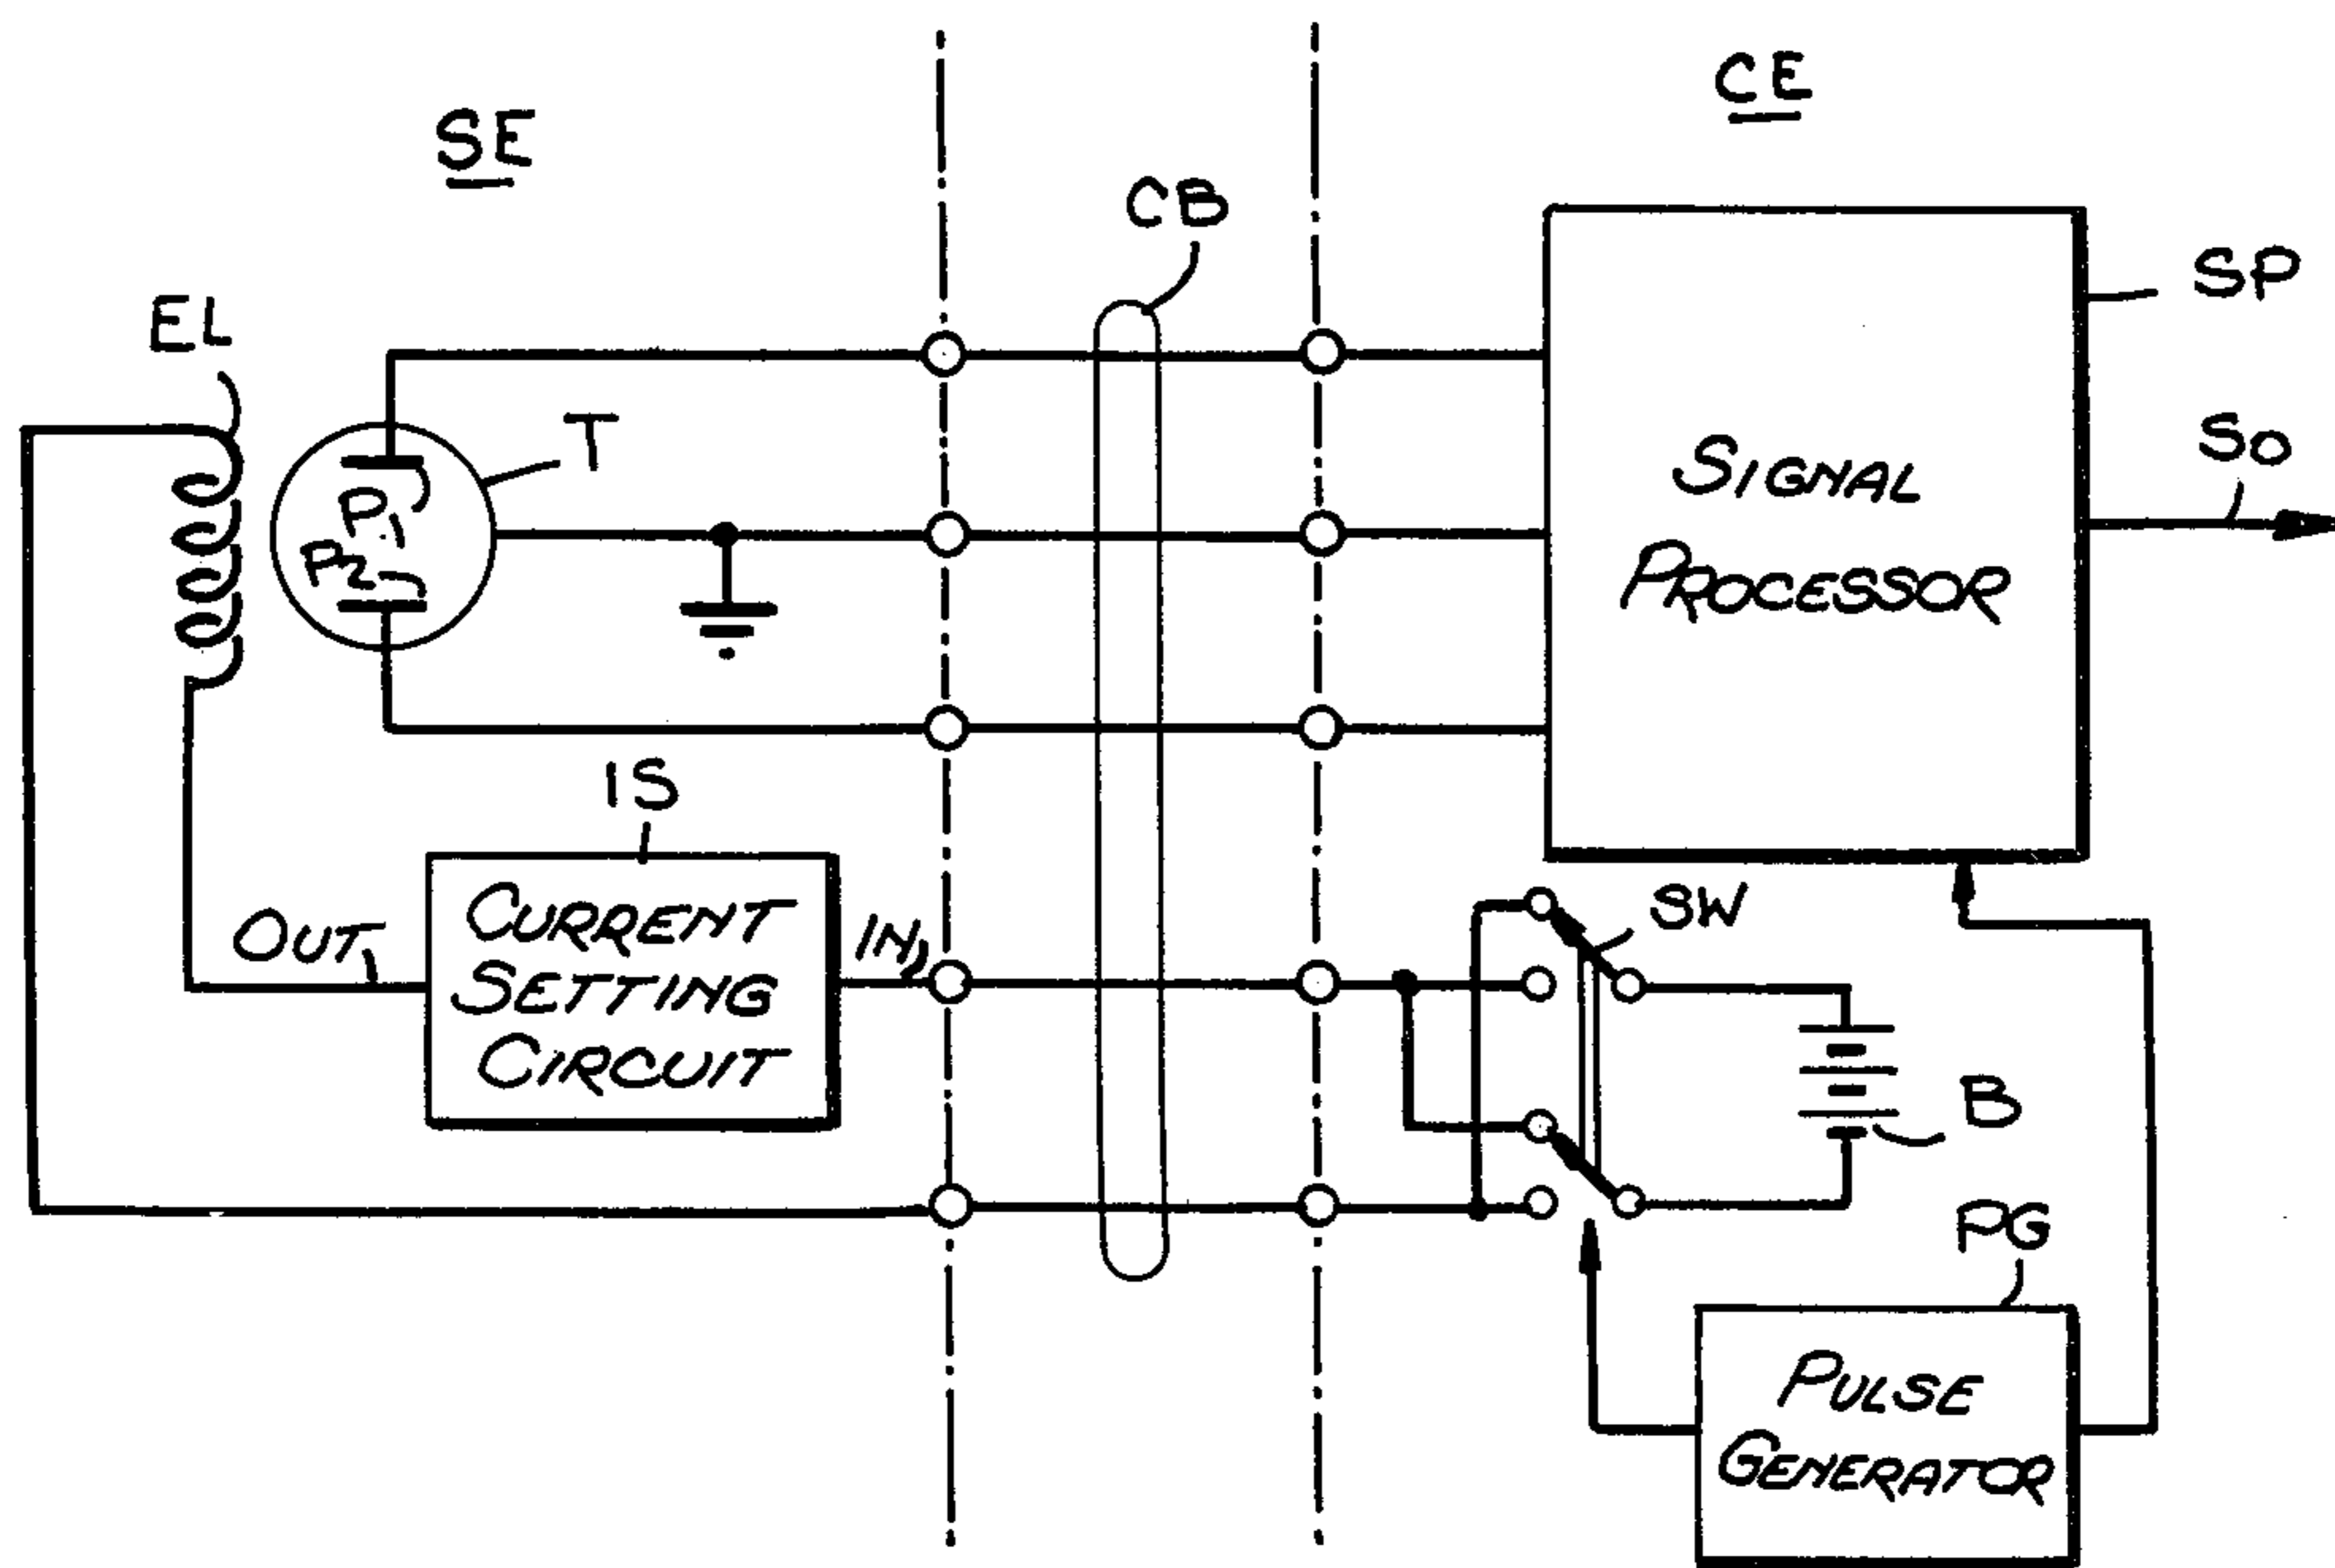 SE
CE
CB
SP
EL
T
P1
P2
SIGNAL
PROCESSOR
SO
IS
CURRENT
SETTING
CIRCUIT
OUT
IN
SW
B
PG
PULSE
GENERATOR